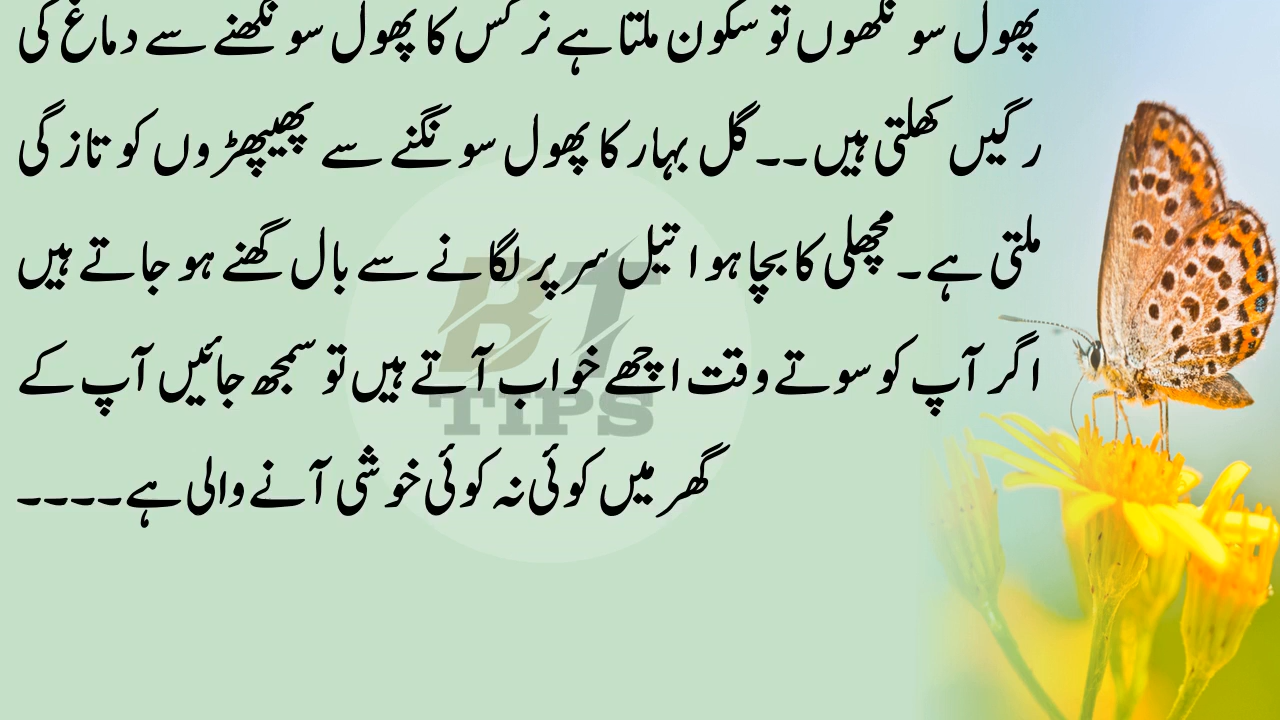 پھول سونگھوں تو سکون ملتا ہے نرگس کا پھول سونگھنے سے دماغ کی
رگیں کھلتی ہیں۔۔گل بہار کا پھول سونگنے سے پھیپھڑوں کو تازگی
ملتی ہے۔ مچھلی کا بچا ہوا تیل سر پر لگانے سے بال گھنے ہو جاتے ہیں
اگر آپ کو سوتے وقت اچھے خواب آتے ہیں تو سمجھ جائیں آپ کے
گھر میں کوئی نہ کوئی خوشی آنے والی ہے۔۔۔۔
BT
TIPS